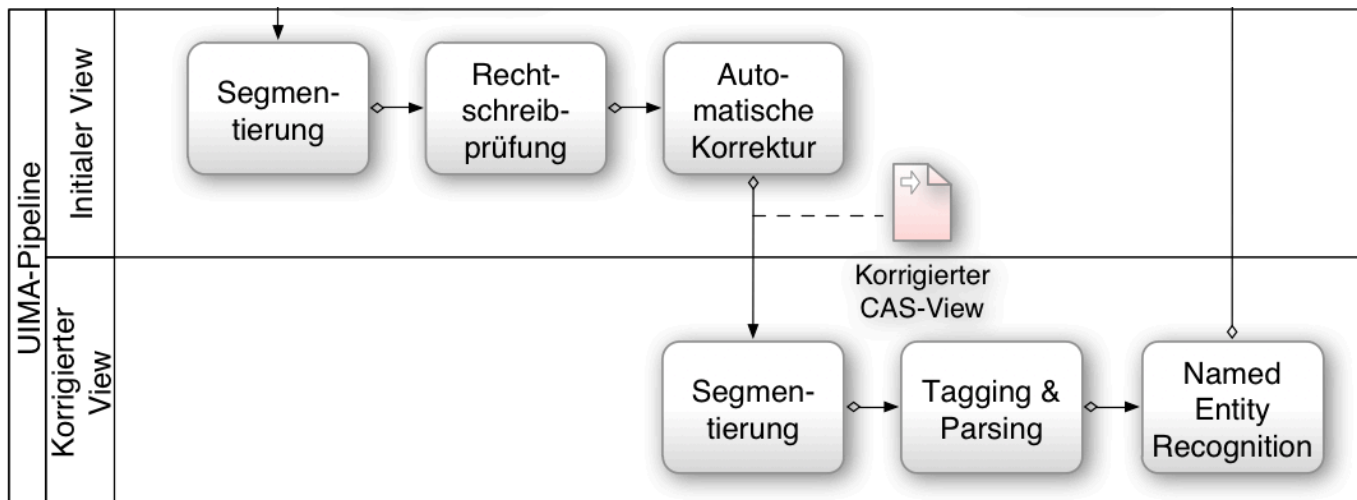 UIMA-Pipeline
Initialer View
Segmen-
tierung
Recht-
schreib-
prüfung
Auto-
matische
Korrektur
Korrigierter
CAS-View
Korrigierter
View
Segmen-
tierung
Tagging &
Parsing
Named
Entity
Recognition